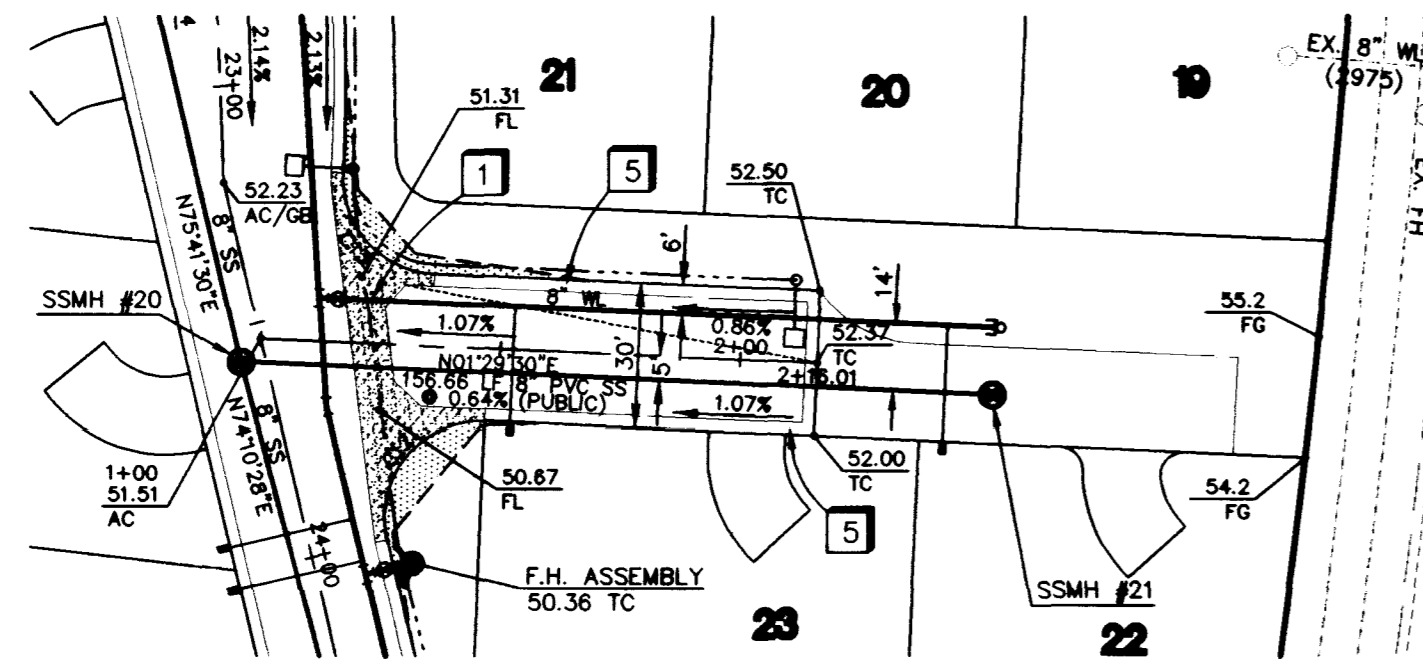 21
20
19
EX. 8" WL
(2975)
EX FH
2.14%
23+00
2.13%
51.31
FL
1
5
52.50
TC
52.23
AC/GB
N75°41'30"E
8" SS
6'
14'
SSMH #20
8" WL
55.2
FG
1.07%
0.86%
2+00
52.37
TC
30'
5'
N01°29'30"E
156.66 LF 8" PVC SS
0.64% (PUBLIC)
1.07%
N74°10'28"E
8" SS
1+00
51.51
AC
50.67
FL
52.00
TC
54.2
FG
5
24+00
F.H. ASSEMBLY
50.36 TC
SSMH #21
23
22